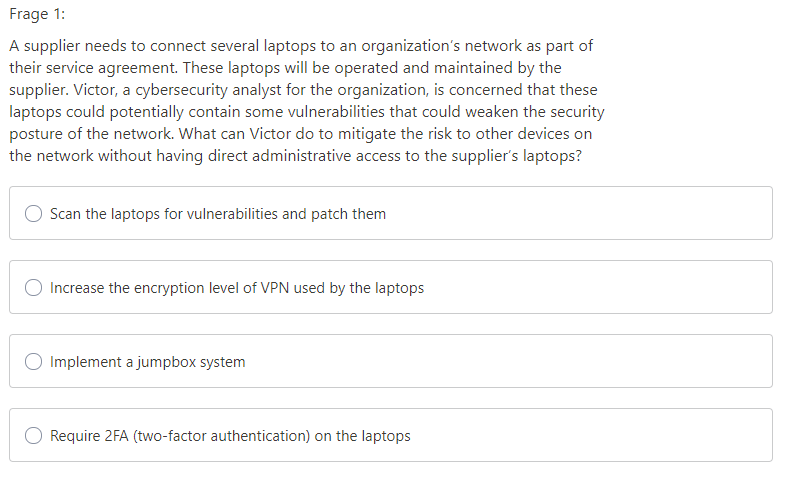 Frage 1:
A supplier needs to connect several laptops to an organization's network as part of
their service agreement. These laptops will be operated and maintained by the
supplier. Victor, a cybersecurity analyst for the organization, is concerned that these
laptops could potentially contain some vulnerabilities that could weaken the security
posture of the network. What can Victor do to mitigate the risk to other devices on
the network without having direct administrative access to the supplier's laptops?
Scan the laptops for vulnerabilities and patch them
Increase the encryption level of VPN used by the laptops
Implement a jumpbox system
Require 2FA (two-factor authentication) on the laptops